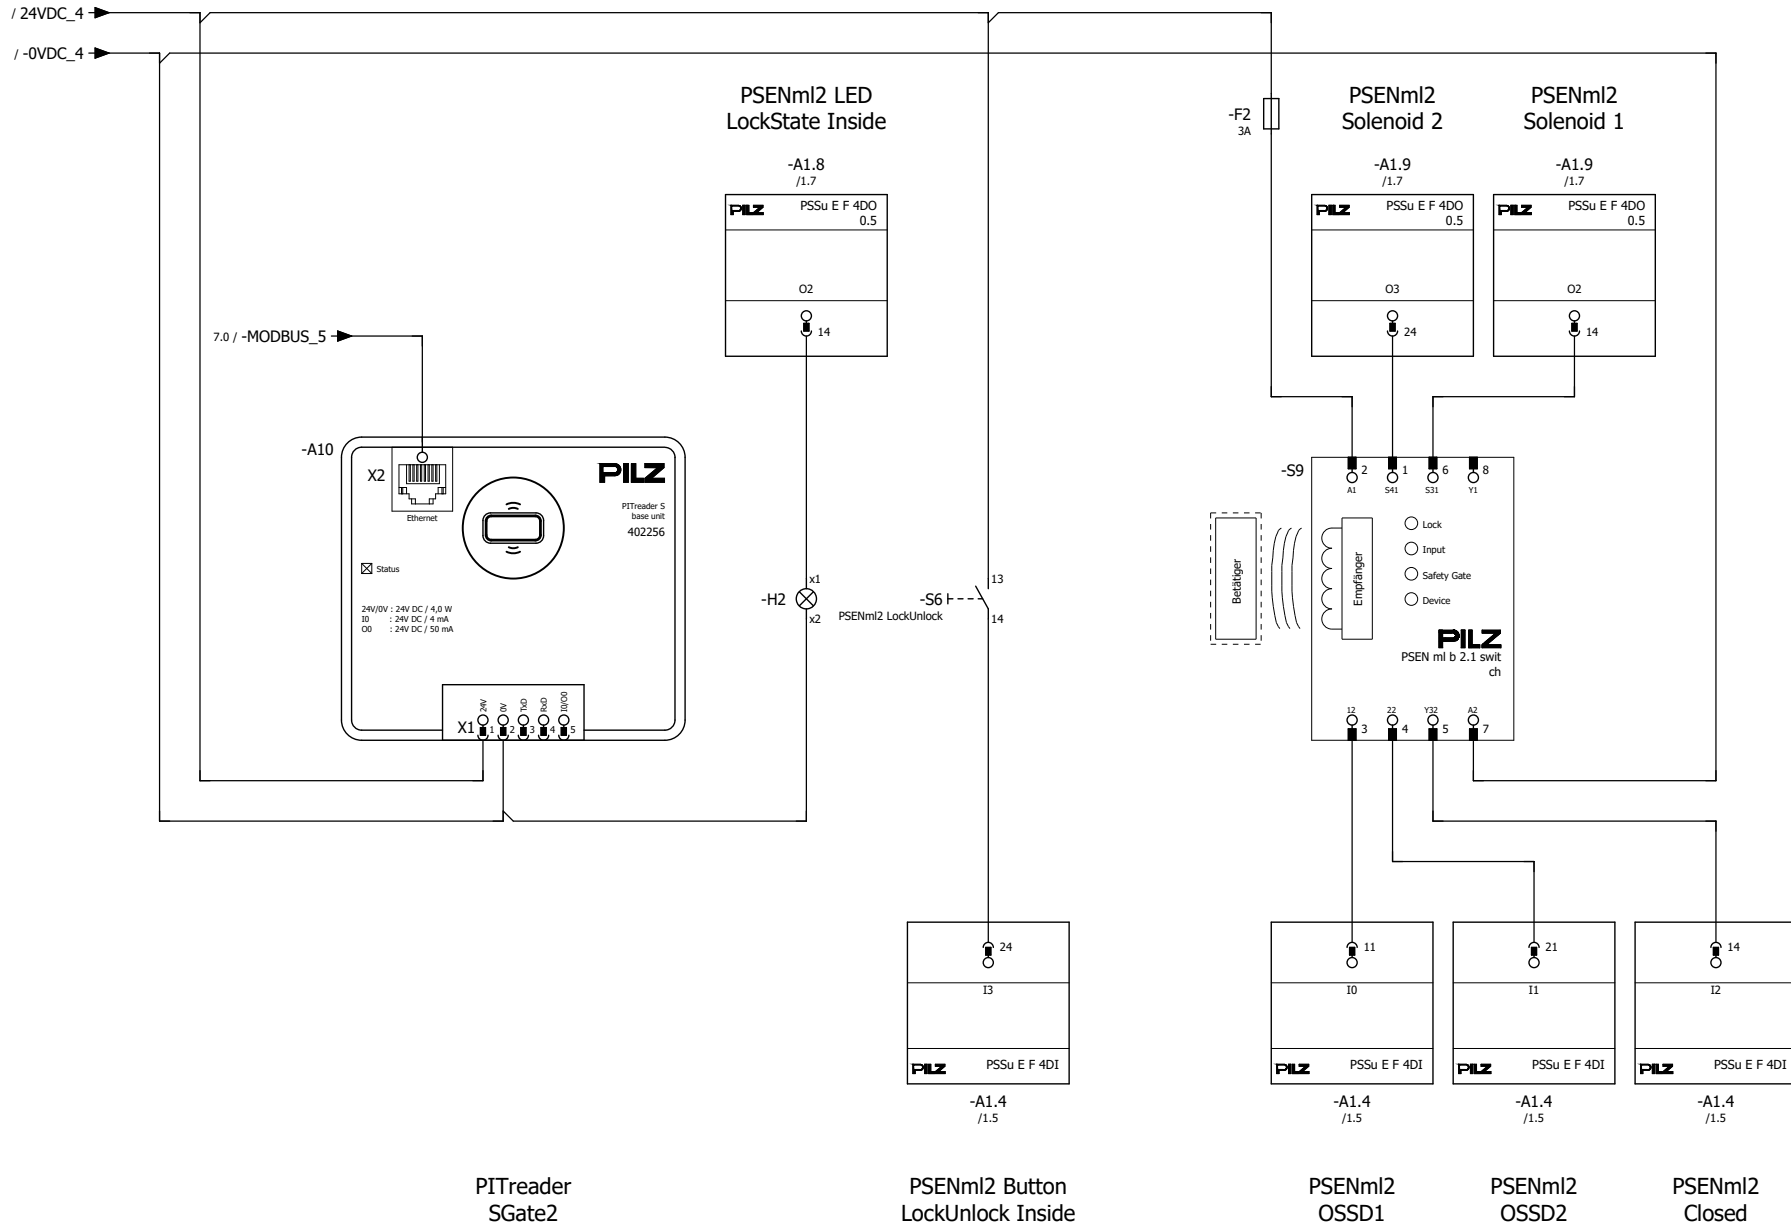 / 24VDC_4
/ -0VDC_4
PSENml2 LED
LockState Inside
-A1.8
/1.7
PILZ PSSu E F 4DO
0.5
O2
14
-F2
3A
PSENml2
Solenoid 2
-A1.9
/1.7
PILZ PSSu E F 4DO
0.5
O3
24
PSENml2
Solenoid 1
-A1.9
/1.7
PILZ PSSu E F 4DO
0.5
O2
14
7.0 / -MODBUS_5
-A10
X2
Ethernet
PILZ
PITreader S
base unit
402256
Status
24V/0V : 24V DC / 4,0 W
I0 : 24V DC / 4 mA
O0 : 24V DC / 50 mA
24V 0V TxD RxD I0/O0
X1 1 2 3 4 5
-H2
x1
x2
-S6
PSENml2 LockUnlock
13
14
-S9
2 1 6 8
A1 S41 S31 Y1
Betätiger
Empfänger
Lock
Input
Safety Gate
Device
PILZ
PSEN ml b 2.1 swit
ch
12 22 Y32 A2
3 4 5 7
24
I3
PILZ PSSu E F 4DI
-A1.4
/1.5
11
I0
PILZ PSSu E F 4DI
-A1.4
/1.5
21
I1
PILZ PSSu E F 4DI
-A1.4
/1.5
14
I2
PILZ PSSu E F 4DI
-A1.4
/1.5
PITreader
SGate2
PSENml2 Button
LockUnlock Inside
PSENml2
OSSD1
PSENml2
OSSD2
PSENml2
Closed